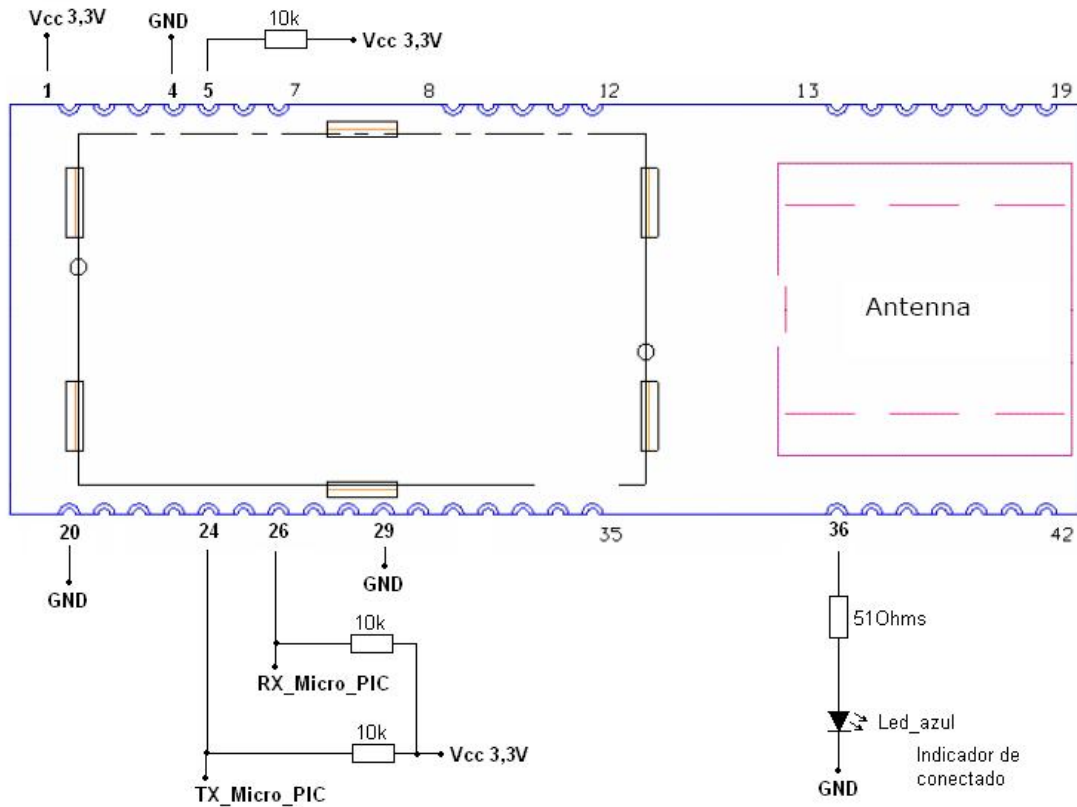 Vcc 3,3V
GND
10k
Vcc 3,3V
1
4
5
7
8
12
13
19
Antenna
20
24
26
29
35
36
42
GND
GND
10k
51Ohms
RX_Micro_PIC
10k
Led_azul
Vcc 3,3V
Indicador de
conectado
TX_Micro_PIC
GND